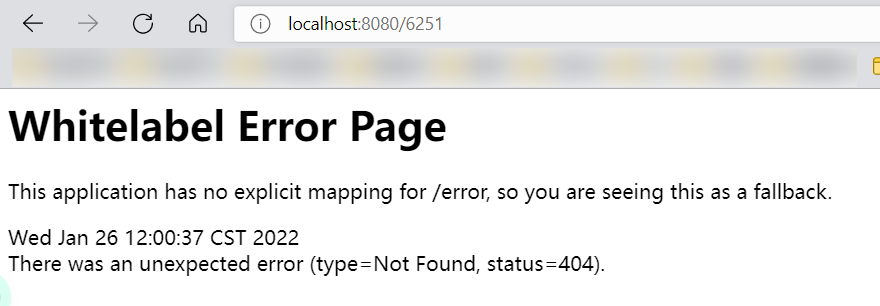 localhost:8080/6251
Whitelabel Error Page
This application has no explicit mapping for /error, so you are seeing this as a fallback.
Wed Jan 26 12:00:37 CST 2022
There was an unexpected error (type=Not Found, status=404).